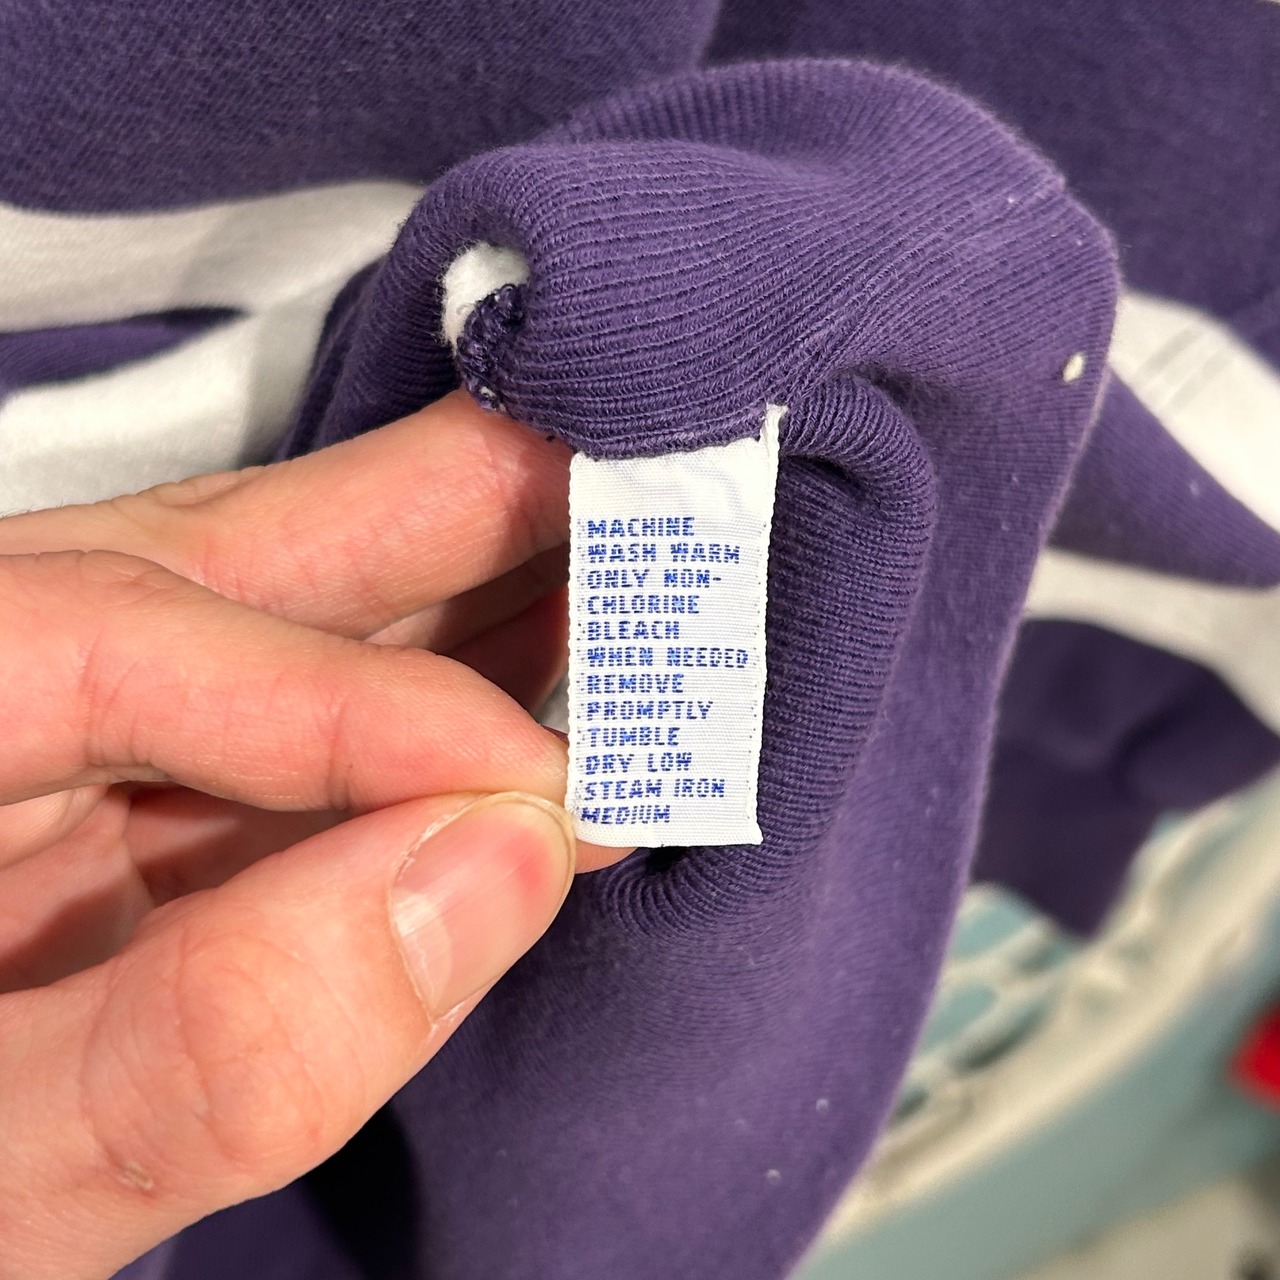 MACHINE
WASH WARM
ONLY NON-
CHLORINE
BLEACH
WHEN NEEDED
REMOVE
PROMPTLY
TUMBLE
DRY LOW
STEAM IRON
MEDIUM